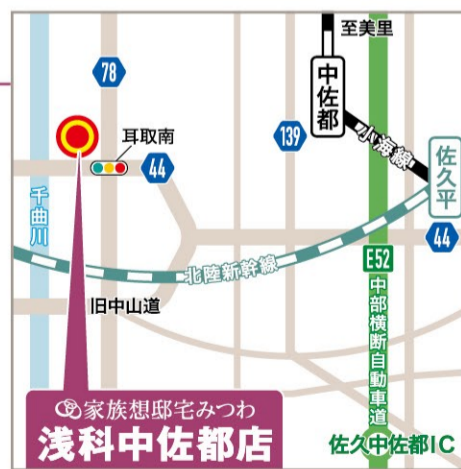 至美里
78
中佐都
耳取南
139
小海線
44
佐久平
千曲川
44
E52
北陸新幹線
旧中山道
中部横断自動車道
家族想邸宅みつわ
浅科中佐都店
佐久中佐都IC